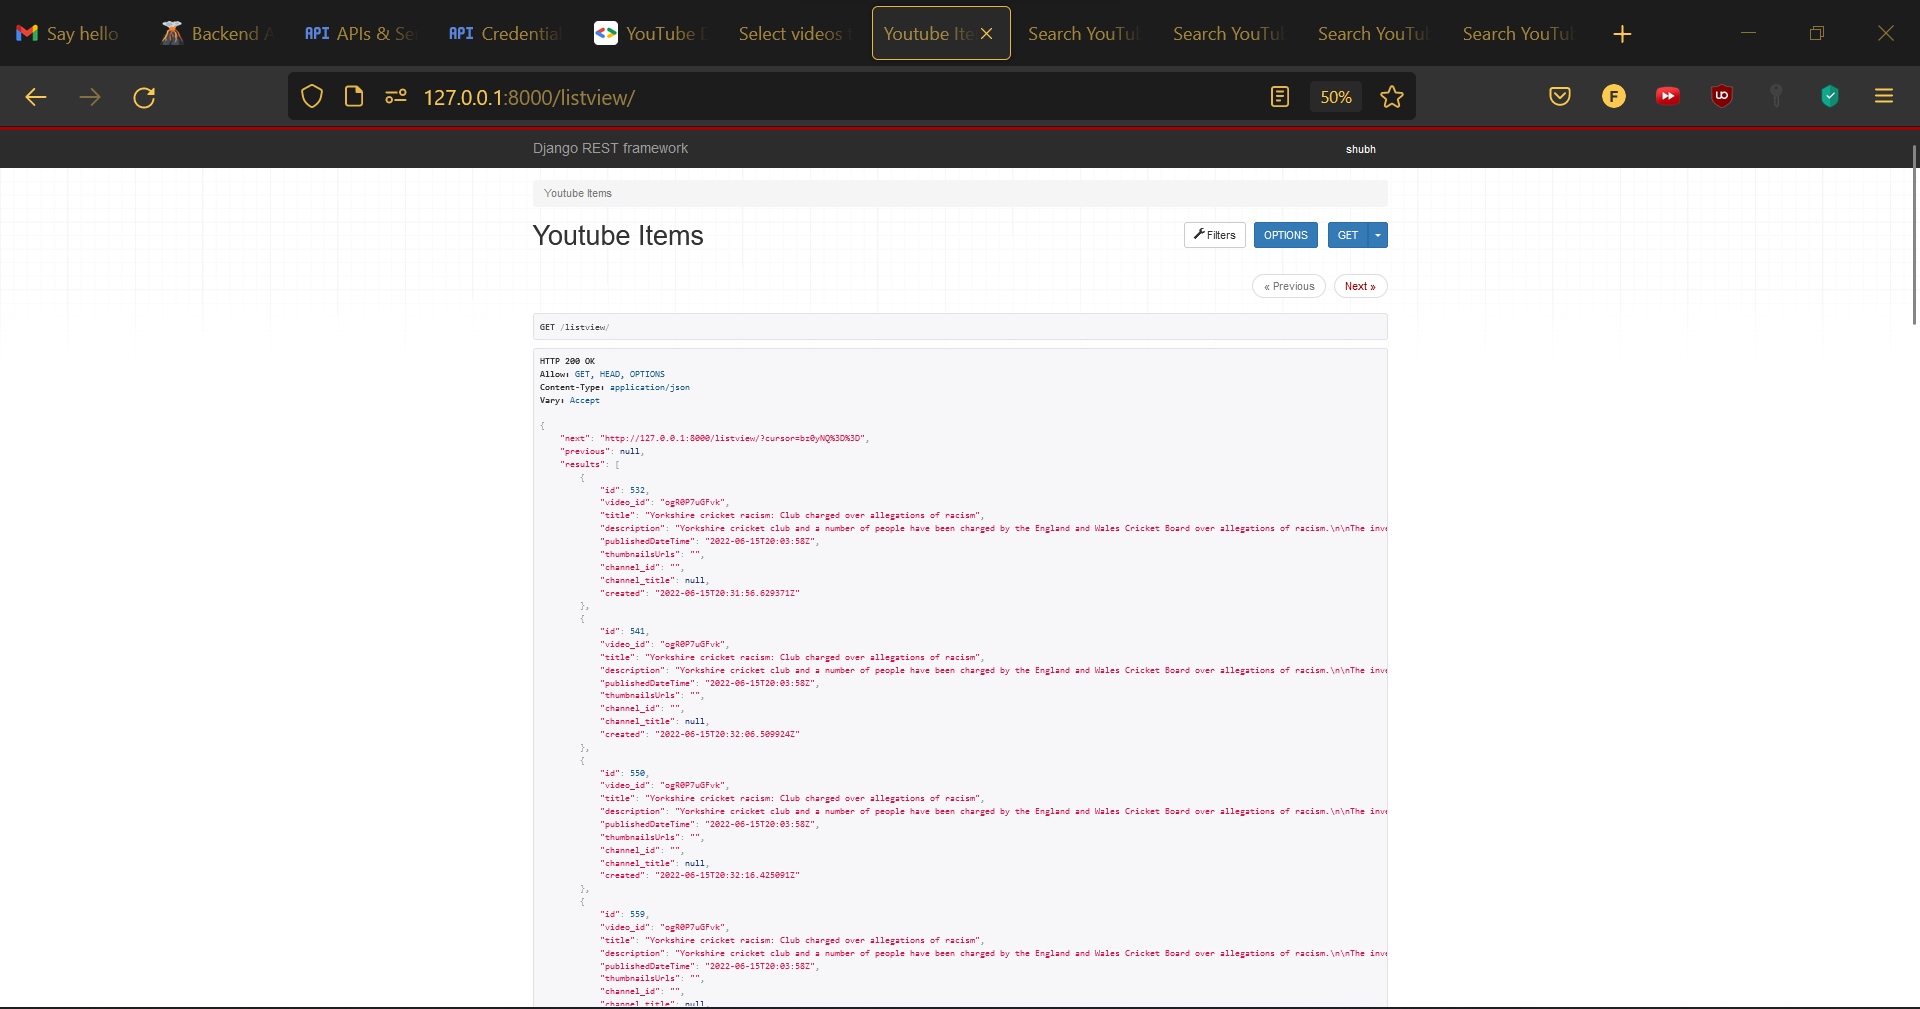 Say hello
Backend A
API APIs & Se
API Credential
YouTube D
Select videos
Youtube Ite
Search YouTu
Search YouTu
Search YouTu
Search YouTu
127.0.0.1:8000/listview/
50%
F
UO
Django REST framework
shubh
Youtube Items
Youtube Items
Filters
OPTIONS
GET
« Previous
Next »
GET /listview/
HTTP 200 OK
Allow: GET, HEAD, OPTIONS
Content-Type: application/json
Vary: Accept
{
"next": "http://127.0.0.1:8000/listview/?cursor=bz0yNQ%3D%3D",
"previous": null,
"results": [
{
"id": 532,
"video_id": "ogR0P7uGFvk",
"title": "Yorkshire cricket racism: Club charged over allegations of racism",
"description": "Yorkshire cricket club and a number of people have been charged by the England and Wales Cricket Board over allegations of racism.\n\nThe inve
"publishedDateTime": "2022-06-15T20:03:58Z",
"thumbnailsUrls": "",
"channel_id": "",
"channel_title": null,
"created": "2022-06-15T20:31:56.629371Z"
},
{
"id": 541,
"video_id": "ogR0P7uGFvk",
"title": "Yorkshire cricket racism: Club charged over allegations of racism",
"description": "Yorkshire cricket club and a number of people have been charged by the England and Wales Cricket Board over allegations of racism.\n\nThe inve
"publishedDateTime": "2022-06-15T20:03:58Z",
"thumbnailsUrls": "",
"channel_id": "",
"channel_title": null,
"created": "2022-06-15T20:32:06.509924Z"
},
{
"id": 550,
"video_id": "ogR0P7uGFvk",
"title": "Yorkshire cricket racism: Club charged over allegations of racism",
"description": "Yorkshire cricket club and a number of people have been charged by the England and Wales Cricket Board over allegations of racism.\n\nThe inve
"publishedDateTime": "2022-06-15T20:03:58Z",
"thumbnailsUrls": "",
"channel_id": "",
"channel_title": null,
"created": "2022-06-15T20:32:16.425091Z"
},
{
"id": 559,
"video_id": "ogR0P7uGFvk",
"title": "Yorkshire cricket racism: Club charged over allegations of racism",
"description": "Yorkshire cricket club and a number of people have been charged by the England and Wales Cricket Board over allegations of racism.\n\nThe inve
"publishedDateTime": "2022-06-15T20:03:58Z",
"thumbnailsUrls": "",
"channel_id": "",
"channel_title": null,